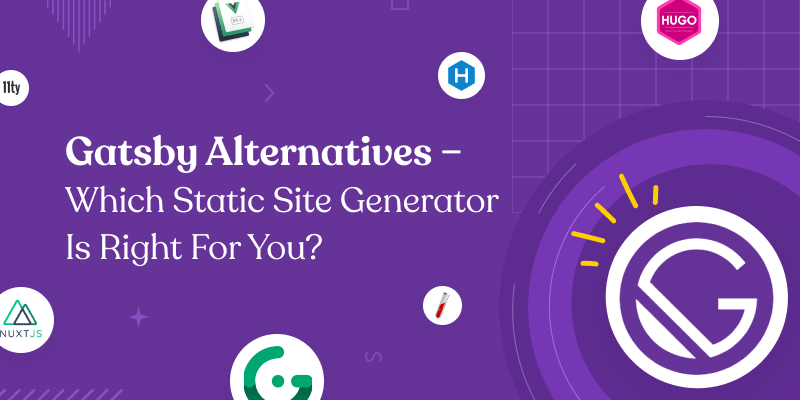 HUGO
11ty
Gatsby Alternatives –
Which Static Site Generator
Is Right For You?
NUXTJS